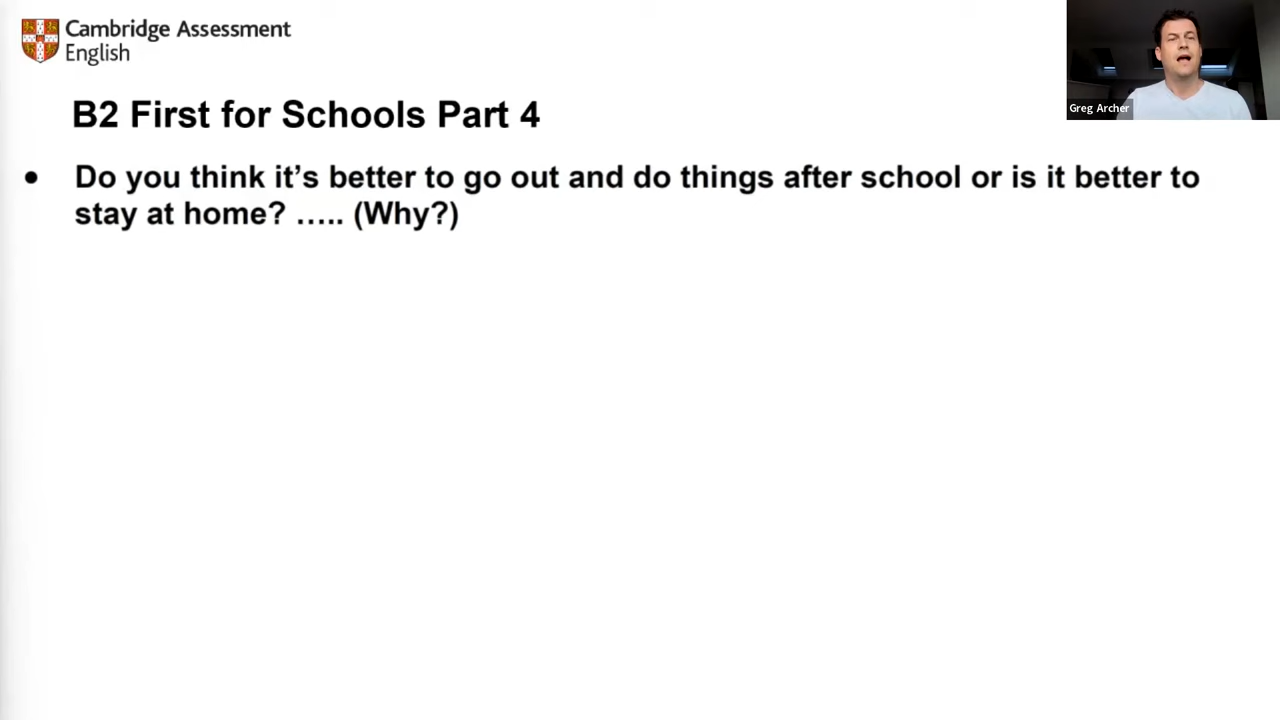 Cambridge Assessment
English
Greg Archer
B2 First for Schools Part 4
● Do you think it’s better to go out and do things after school or is it better to
stay at home? ….. (Why?)